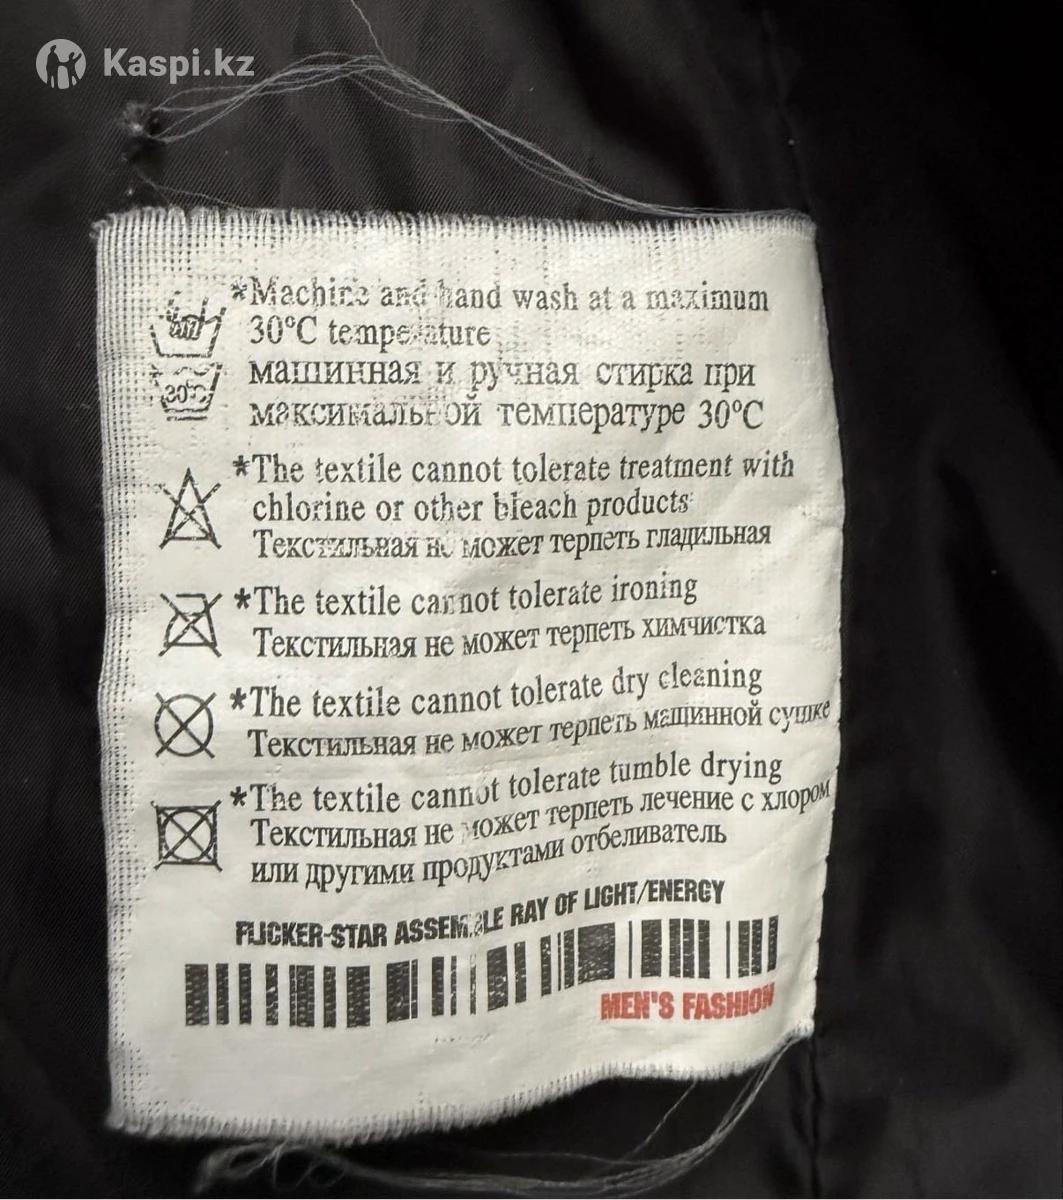 Kaspi.kz
*Machine and hand wash at a maximum
30°C temperature
машинная и ручная стирка при
30°C
максимальной температуре 30°C
*The textile cannot tolerate treatment with
chlorine or other bleach products
Текстильная не может терпеть гладильная
*The textile cannot tolerate ironing
Текстильная не может терпеть химчистка
*The textile cannot tolerate dry cleaning
Текстильная не может терпеть машинной сушке
*The textile cannot tolerate tumble drying
Текстильная не может терпеть лечение с хлором
или другими продуктами отбеливатель
FLICKER-STAR ASSEMBLE RAY OF LIGHT/ENERGY
MEN'S FASHION